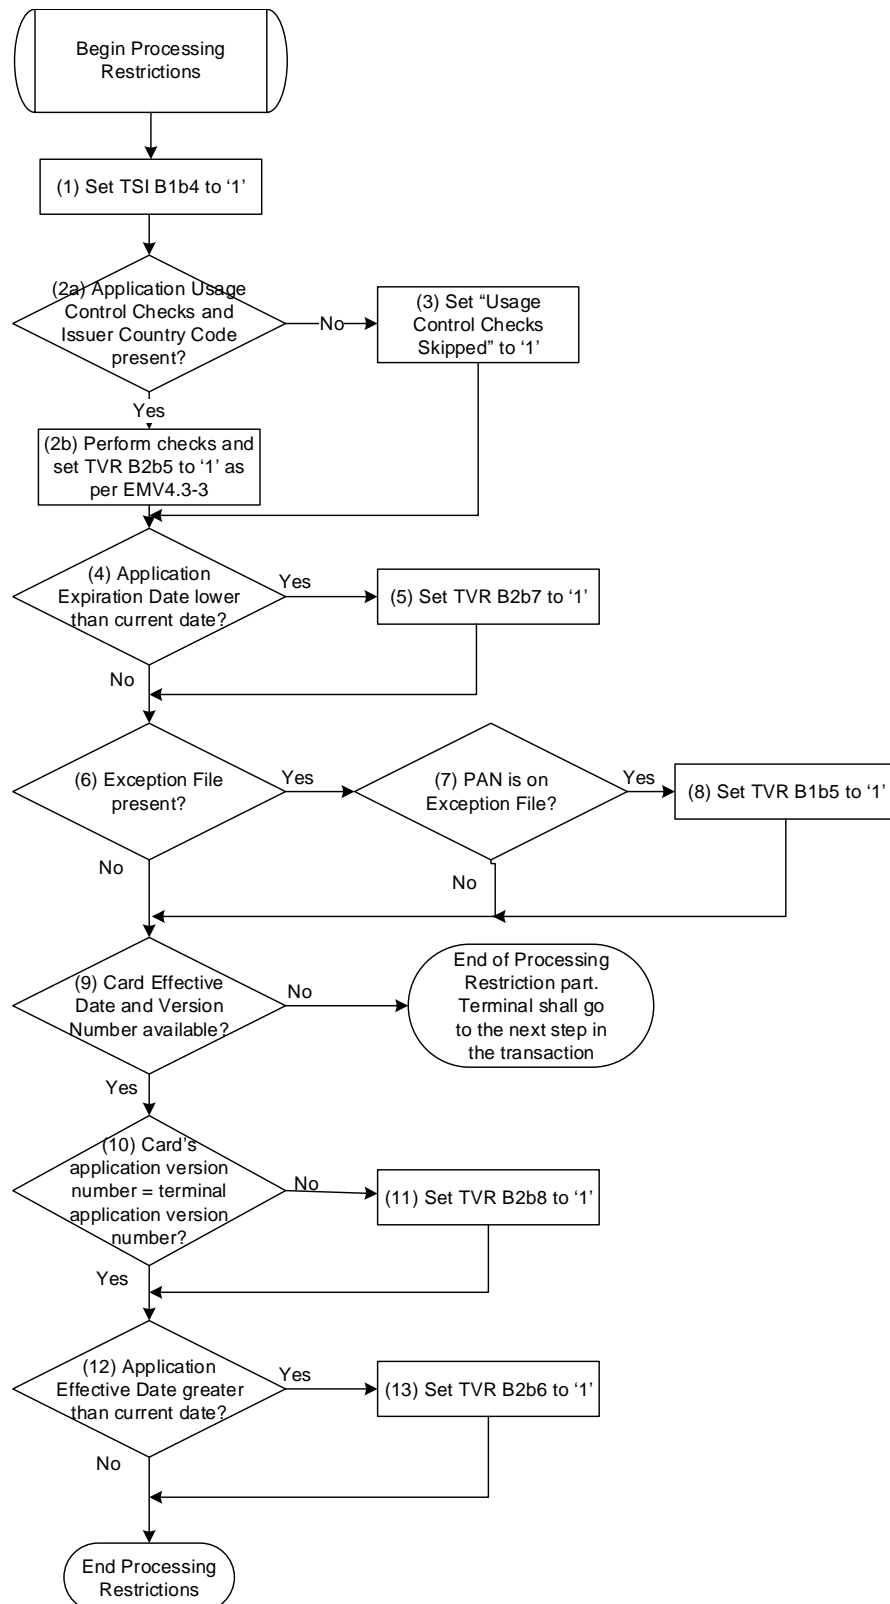 Begin Processing
Restrictions
(1) Set TSI B1b4 to ‘1’
(2a) Application Usage
Control Checks and
Issuer Country Code
present?
No
(3) Set “Usage
Control Checks
Skipped” to ‘1’
Yes
(2b) Perform checks and
set TVR B2b5 to ‘1’ as
per EMV4.3-3
(4) Application
Expiration Date lower
than current date?
Yes
(5) Set TVR B2b7 to ‘1’
No
(6) Exception File
present?
Yes
(7) PAN is on
Exception File?
Yes
(8) Set TVR B1b5 to ‘1’
No
No
(9) Card Effective
Date and Version
Number available?
No
End of Processing
Restriction part.
Terminal shall go
to the next step in
the transaction
Yes
(10) Card’s
application version
number = terminal
application version
number?
No
(11) Set TVR B2b8 to ‘1’
Yes
(12) Application
Effective Date greater
than current date?
Yes
(13) Set TVR B2b6 to ‘1’
No
End Processing
Restrictions